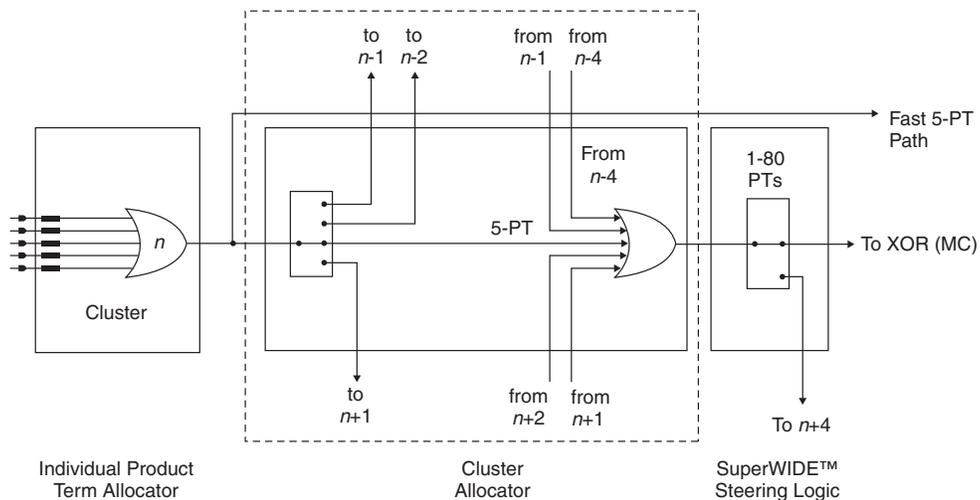 to
n-1
to
n-2
from
n-1
from
n-4
Fast 5-PT
Path
From
n-4
1-80
PTs
n
5-PT
To XOR (MC)
Cluster
to
n+1
from
n+2
from
n+1
To n+4
Individual Product
Term Allocator
Cluster
Allocator
SuperWIDE™
Steering Logic